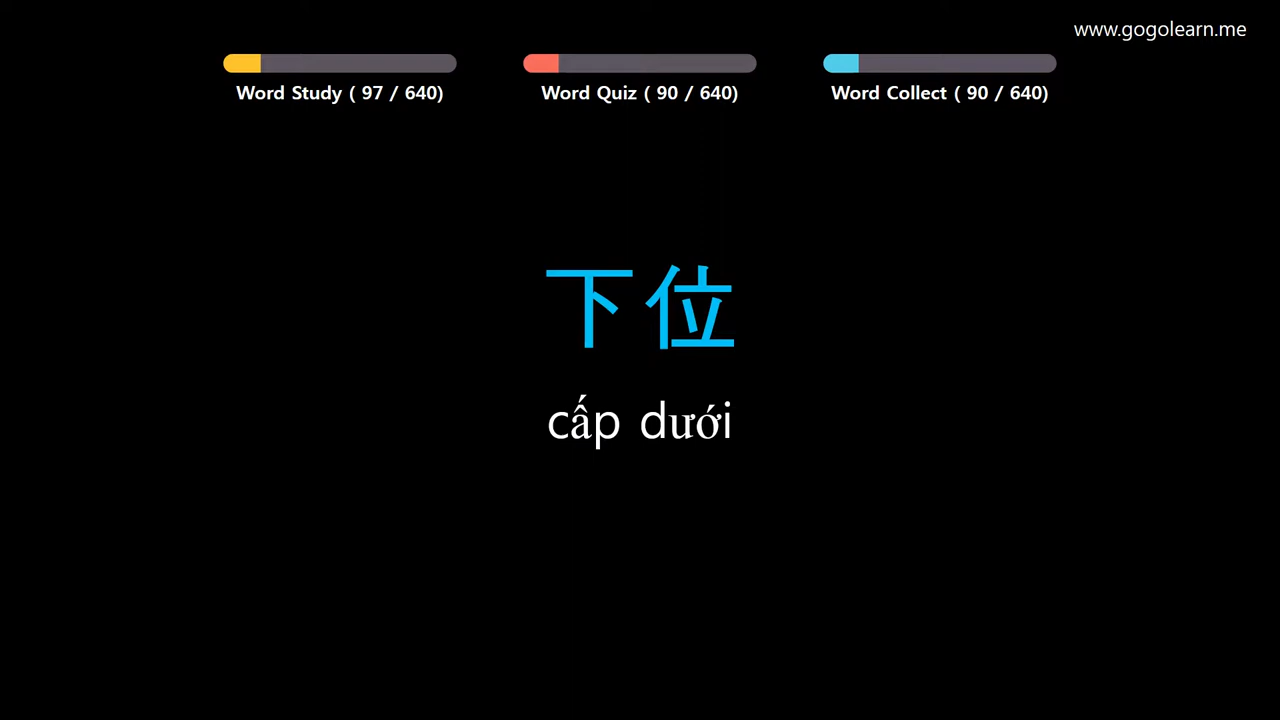 www.gogolearn.me
Word Study ( 97 / 640)
Word Quiz ( 90 / 640)
Word Collect ( 90 / 640)
下位
cấp dưới